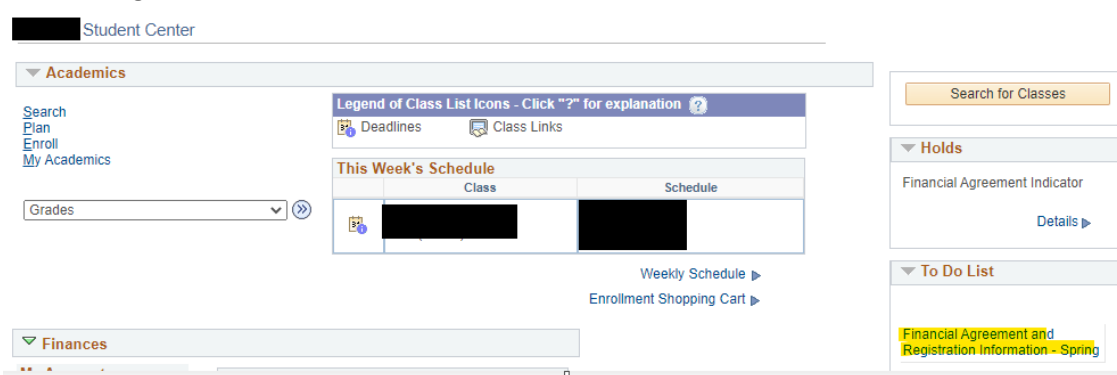 Student Center
Academics
Search
Plan
Enroll
My Academics
Grades
Legend of Class List Icons - Click "?" for explanation ?
Deadlines Class Links
This Week's Schedule
Class Schedule
Weekly Schedule
Enrollment Shopping Cart
Finances
Search for Classes
Holds
Financial Agreement Indicator
Details
To Do List
Financial Agreement and
Registration Information - Spring